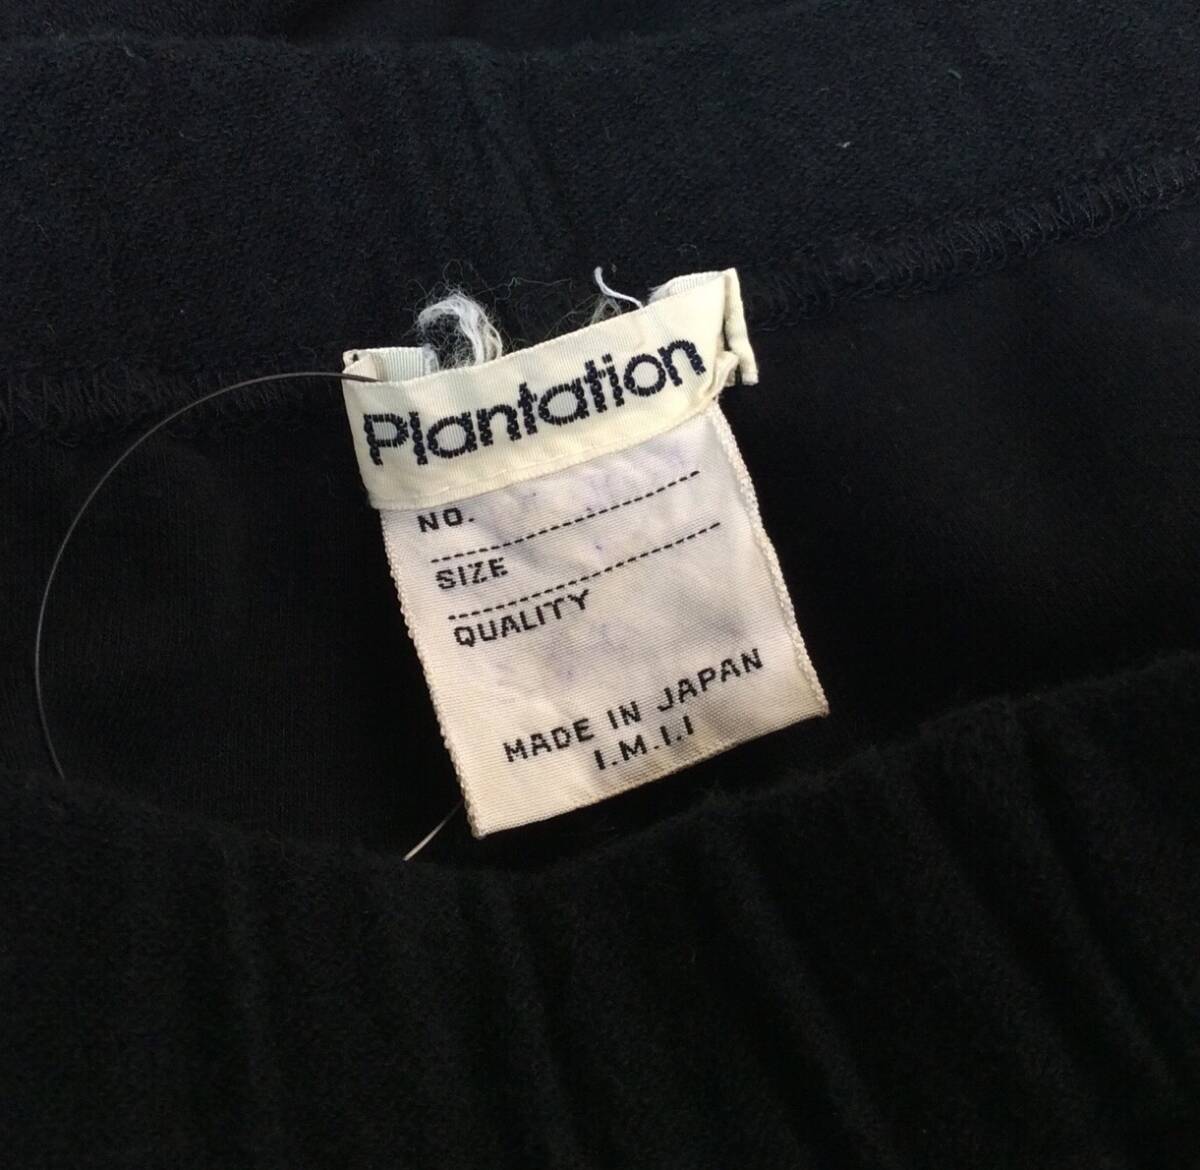 Plantation
NO.
SIZE
QUALITY
MADE IN JAPAN
I.M.I.I